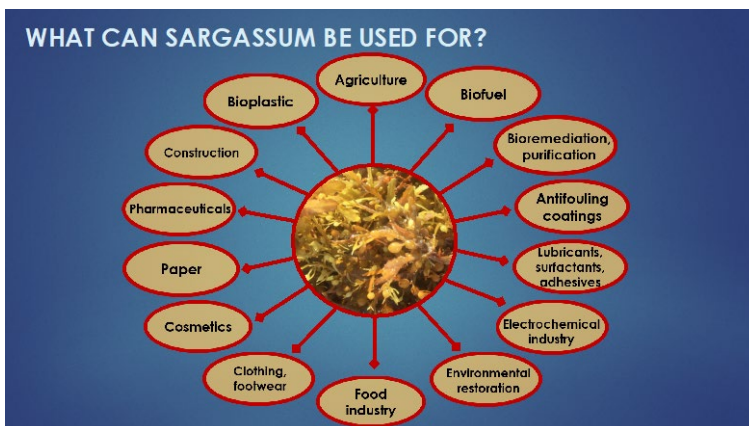 WHAT CAN SARGASSUM BE USED FOR?
Agriculture
Biofuel
Bioremediation,
purification
Antifouling
coatings
Lubricants,
surfactants,
adhesives
Electrochemical
industry
Environmental
restoration
Food
industry
Clothing,
footwear
Cosmetics
Paper
Pharmaceuticals
Construction
Bioplastic